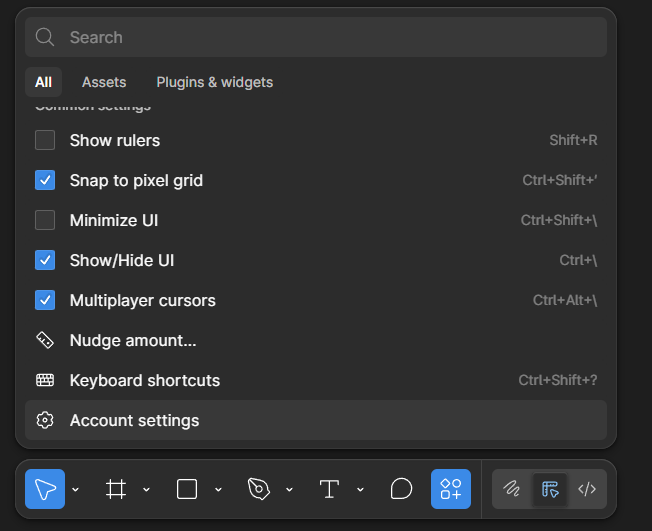 Search
All Assets Plugins & widgets
Common settings
Show rulers Shift+R
Snap to pixel grid Ctrl+Shift+'
Minimize UI Ctrl+Shift+\
Show/Hide UI Ctrl+\
Multiplayer cursors Ctrl+Alt+\
Nudge amount...
Keyboard shortcuts Ctrl+Shift+?
Account settings